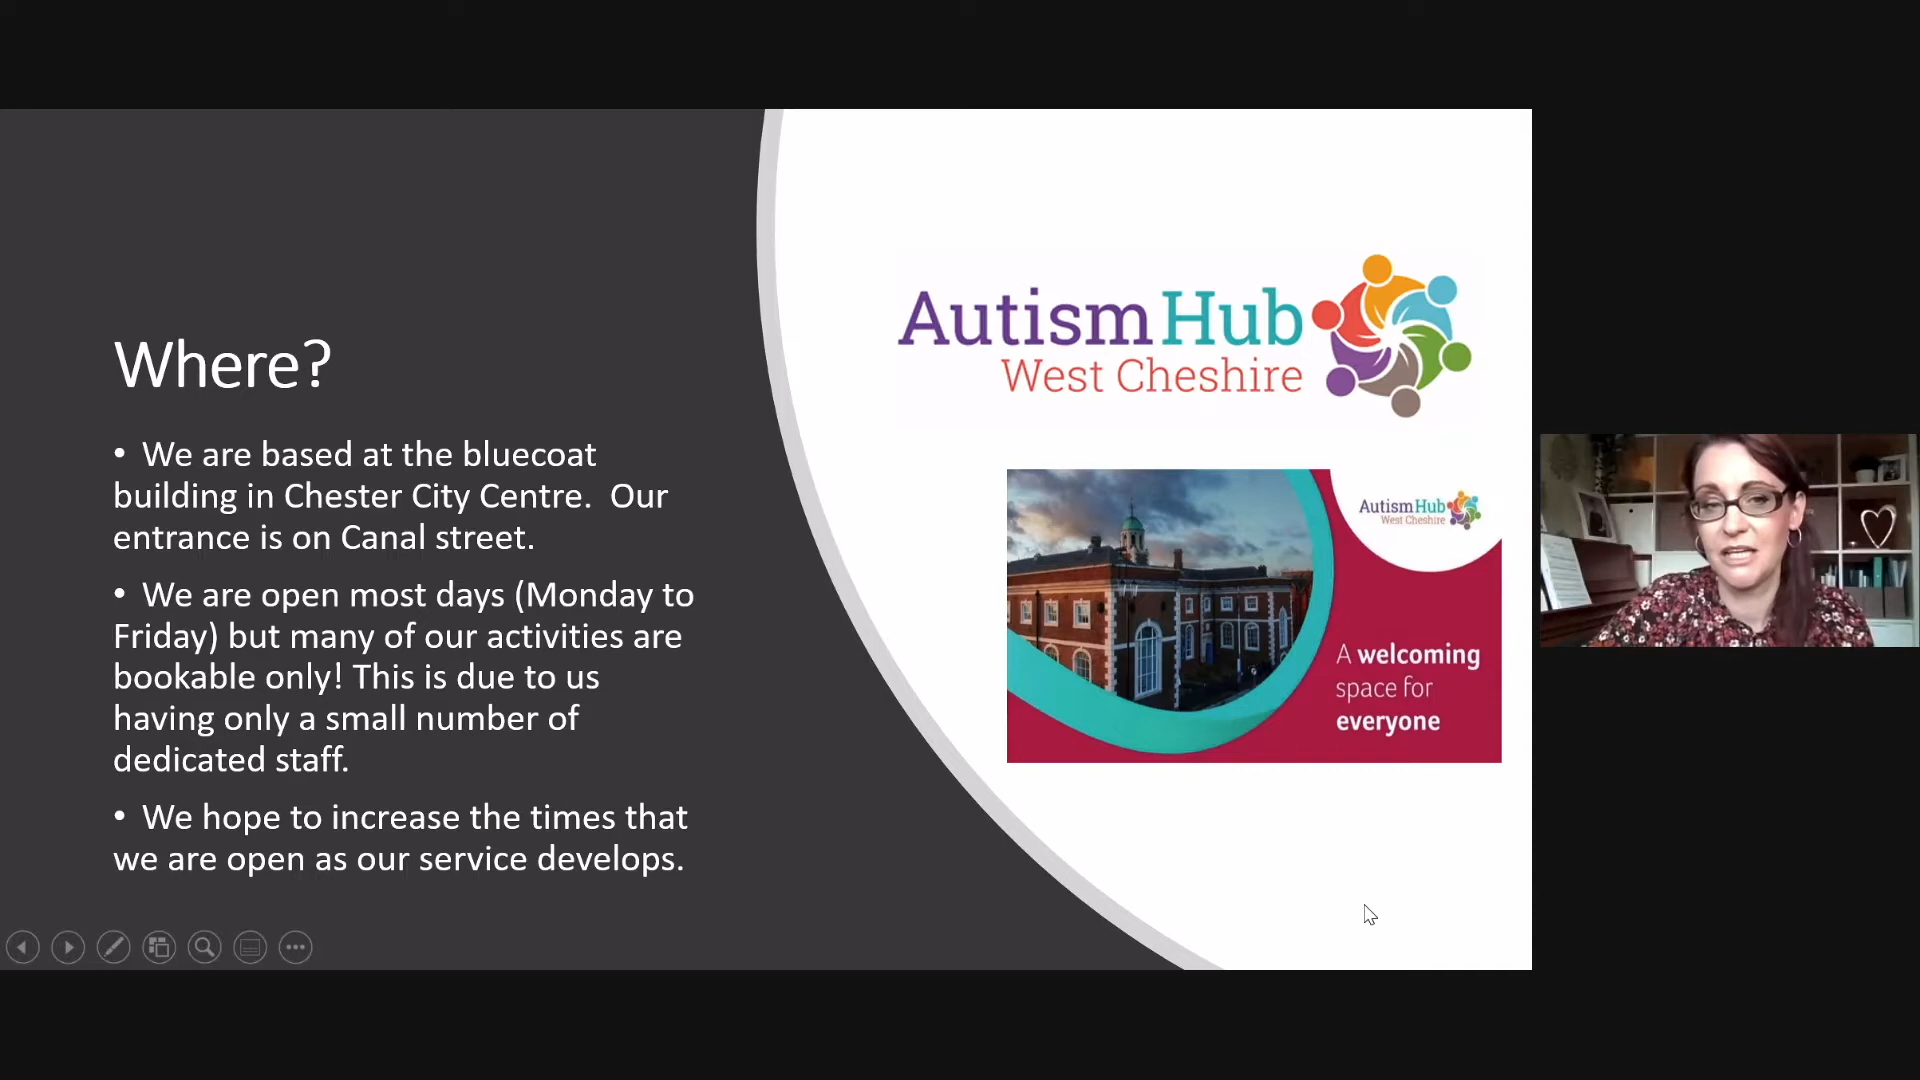 Where?
• We are based at the bluecoat
building in Chester City Centre.  Our
entrance is on Canal street.
• We are open most days (Monday to
Friday) but many of our activities are
bookable only! This is due to us
having only a small number of
dedicated staff.
• We hope to increase the times that
we are open as our service develops.
Autism Hub
West Cheshire
Autism Hub
West Cheshire
A welcoming
space for
everyone